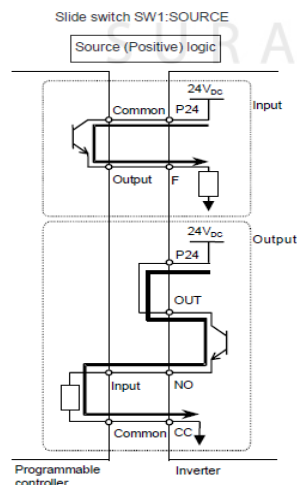 Slide switch SW1:SOURCE
SURA
Source (Positive) logic
24VDC
Common P24
Input
Output F
24VDC
Output
P24
OUT
Input NO
Common CC
Programmable Inverter
controller